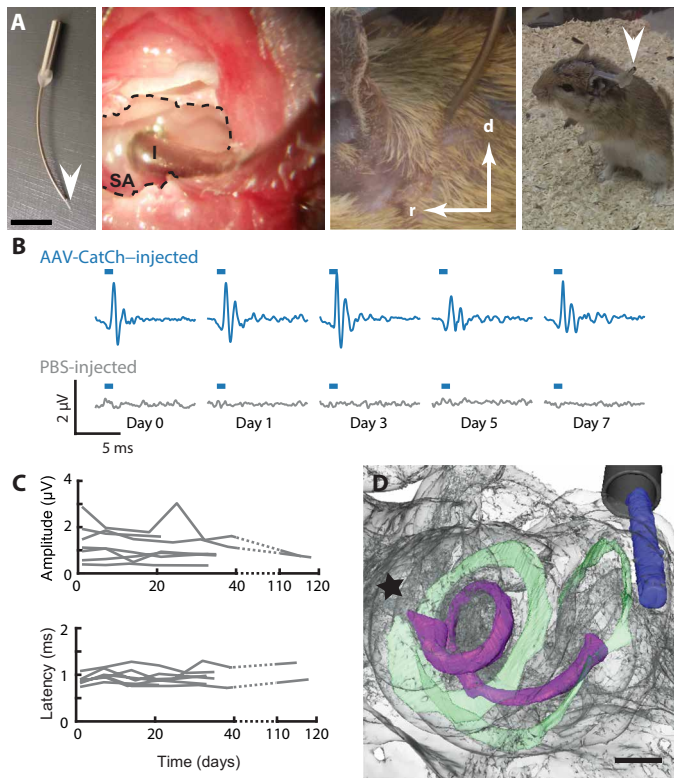 A
SA
I
d
r
B
AAV-CatCh–injected
PBS-injected
2 µV
5 ms
Day 0 Day 1 Day 3 Day 5 Day 7
C
Amplitude (µV)
4
2
0
0 20 40 110 120
Latency (ms)
2
1
0
0 20 40 110 120
Time (days)
D